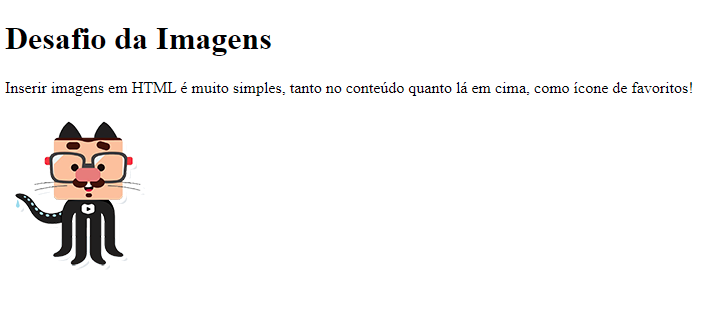 Desafio da Imagens
Inserir imagens em HTML é muito simples, tanto no conteúdo quanto lá em cima, como ícone de favoritos!